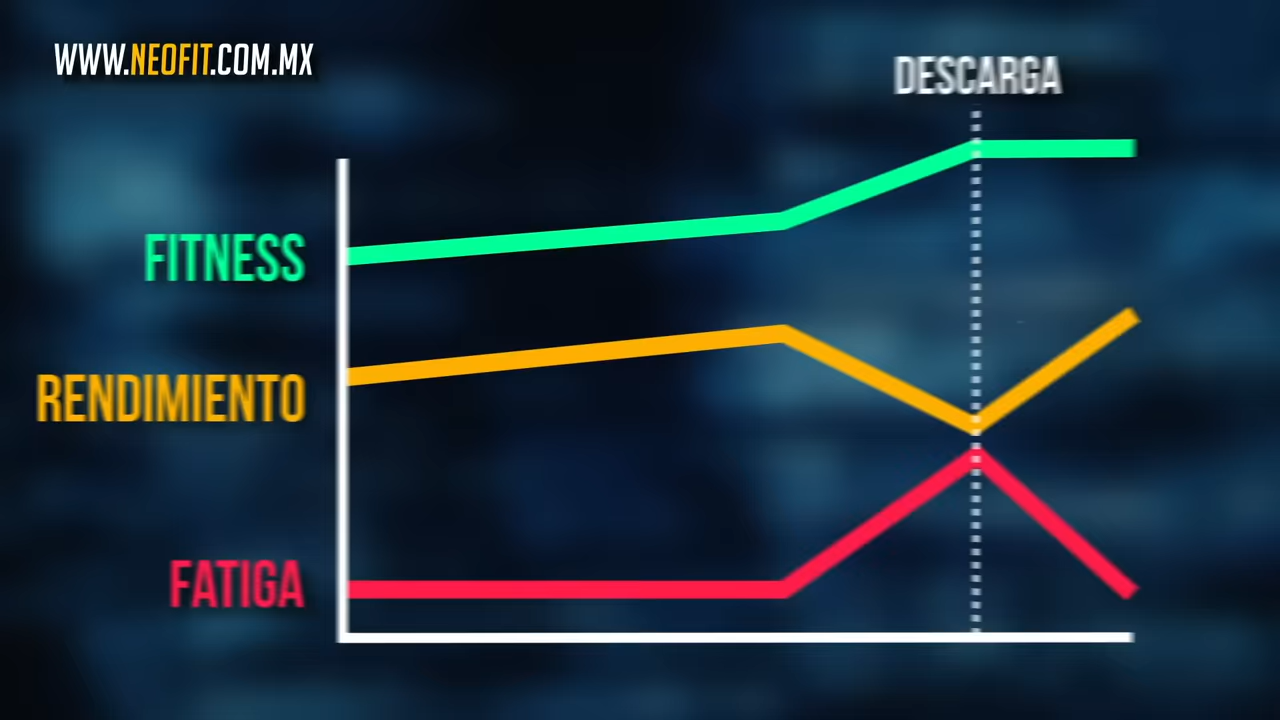 WWW.NEOFIT.COM.MX
DESCARGA
FITNESS
RENDIMIENTO
FATIGA